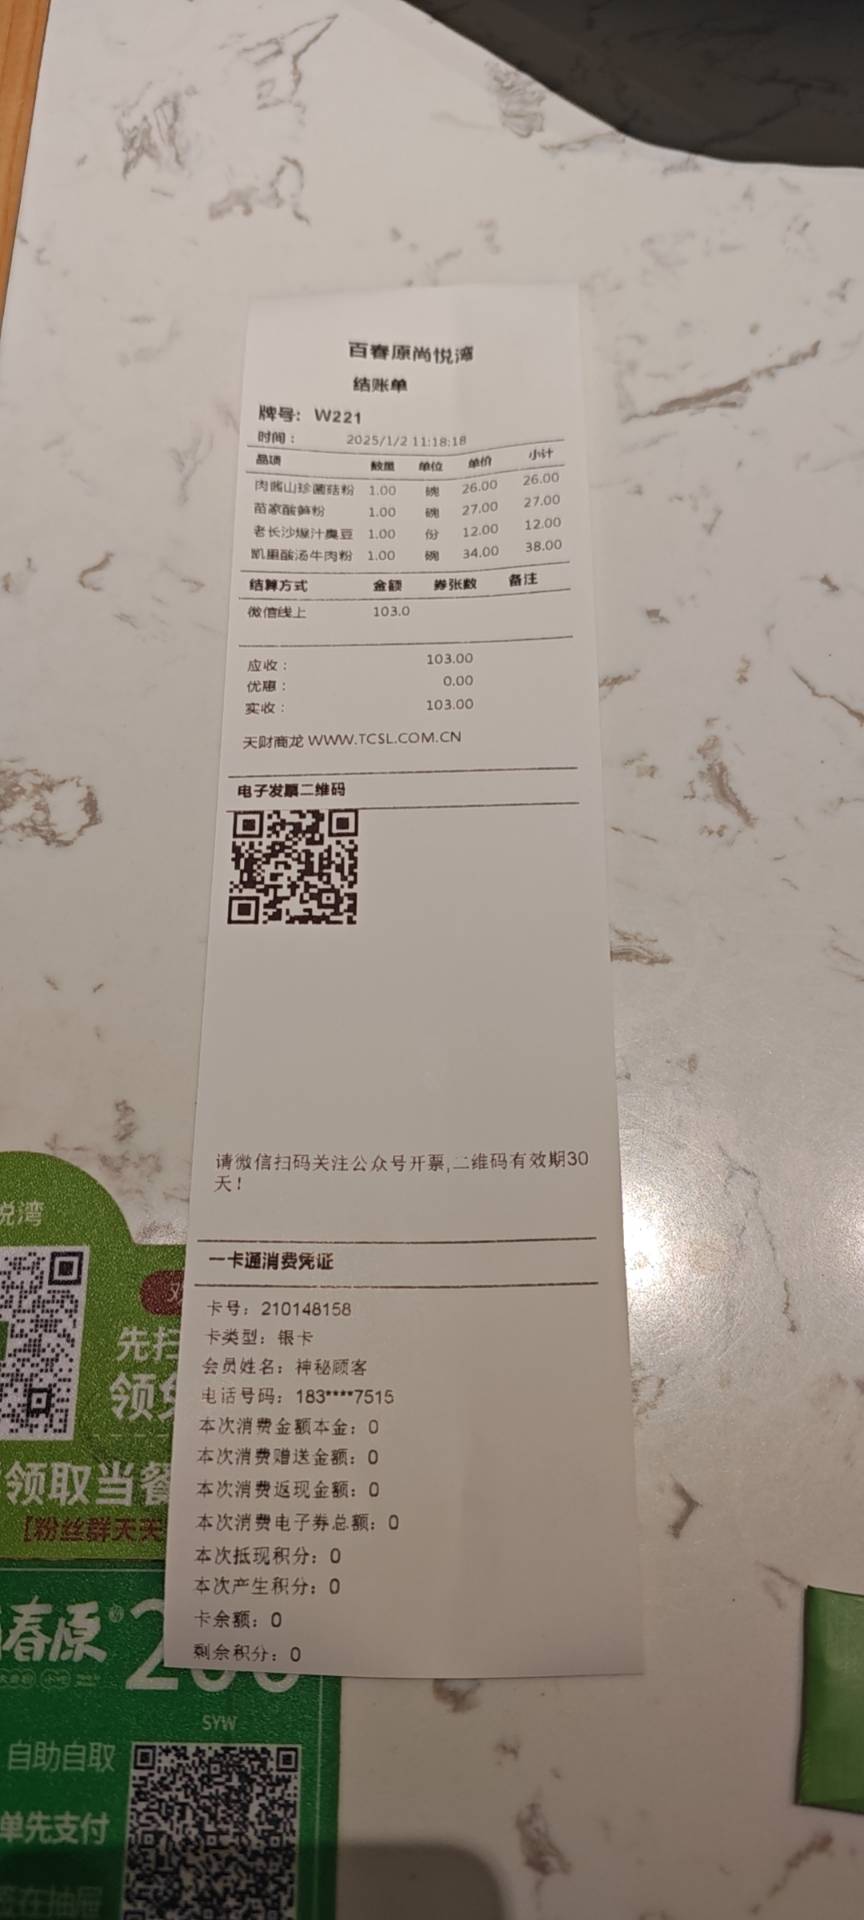 百春原尚悦湾
结账单
牌号: W221
时间： 2025/1/2 11:18:18
品项 数量 单位 单价 小计
肉酱山珍菌菇粉 1.00 碗 26.00 26.00
苗家酸笋粉 1.00 碗 27.00 27.00
老长沙爆汁臭豆 1.00 份 12.00 12.00
凯里酸汤牛肉粉 1.00 碗 34.00 38.00
结算方式 金额 券张数 备注
微信线上 103.0
应收： 103.00
优惠： 0.00
实收： 103.00
天财商龙 WWW.TCSL.COM.CN
电子发票二维码
请微信扫码关注公众号开票,二维码有效期30
天!
一卡通消费凭证
卡号: 210148158
卡类型: 银卡
会员姓名: 神秘顾客
电话号码: 183****7515
本次消费金额本金: 0
本次消费赠送金额: 0
本次消费返现金额: 0
本次消费电子券总额: 0
本次抵现积分: 0
本次产生积分: 0
卡余额: 0
剩余积分: 0
悦湾
先扫
领免
领取当餐
[粉丝群天天
春原® 200
SYW
自助自取
单先支付